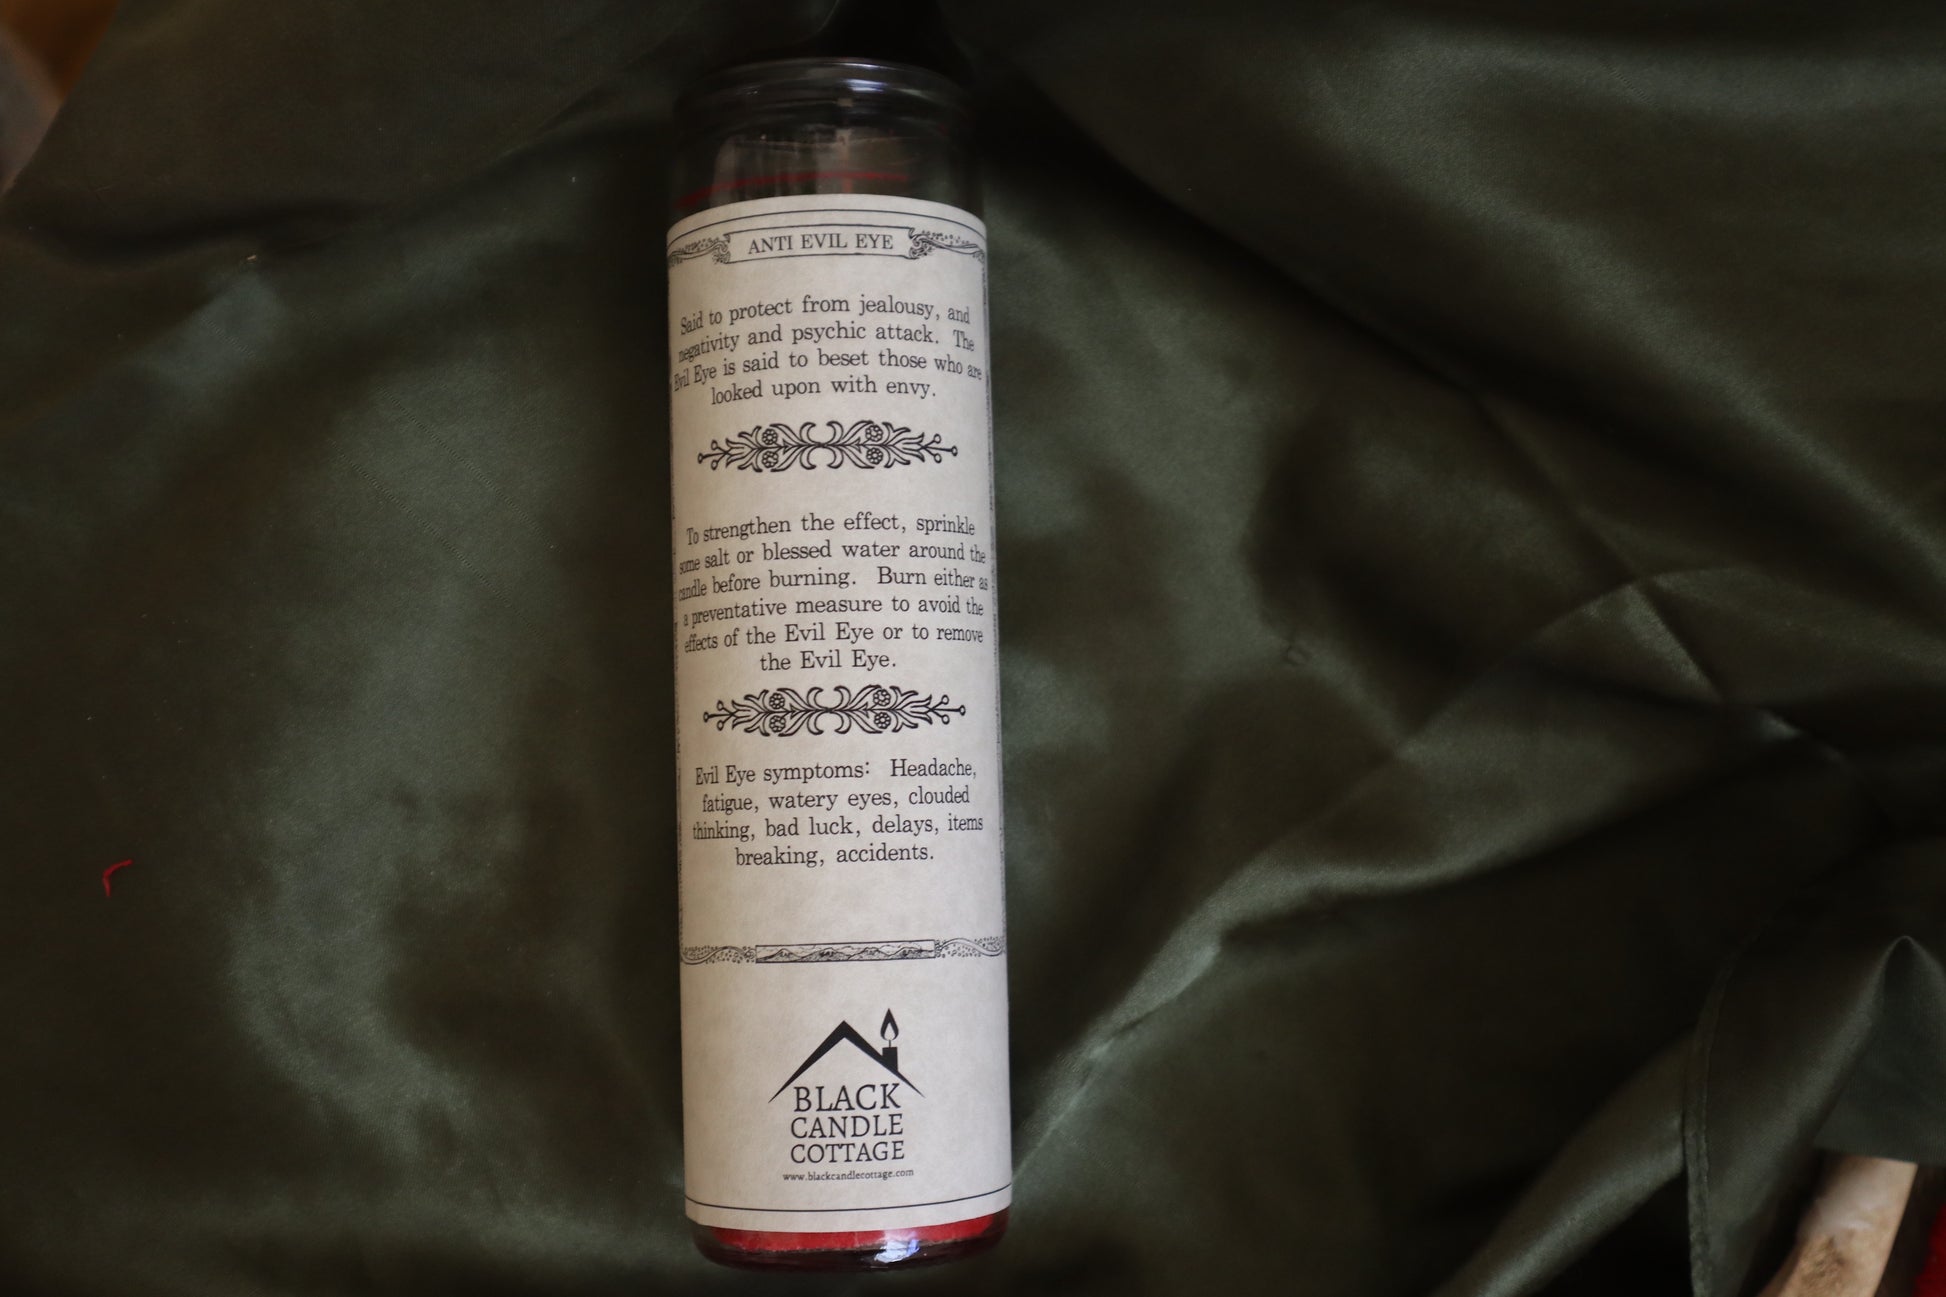 ANTI EVIL EYE
Said to protect from jealousy, and
negativity and psychic attack. The
Evil Eye is said to beset those who are
looked upon with envy.
To strengthen the effect, sprinkle
some salt or blessed water around the
candle before burning. Burn either as
a preventative measure to avoid the
effects of the Evil Eye or to remove
the Evil Eye.
Evil Eye symptoms: Headache,
fatigue, watery eyes, clouded
thinking, bad luck, delays, items
breaking, accidents.
BLACK
CANDLE
COTTAGE
www.blackcandlecottage.com